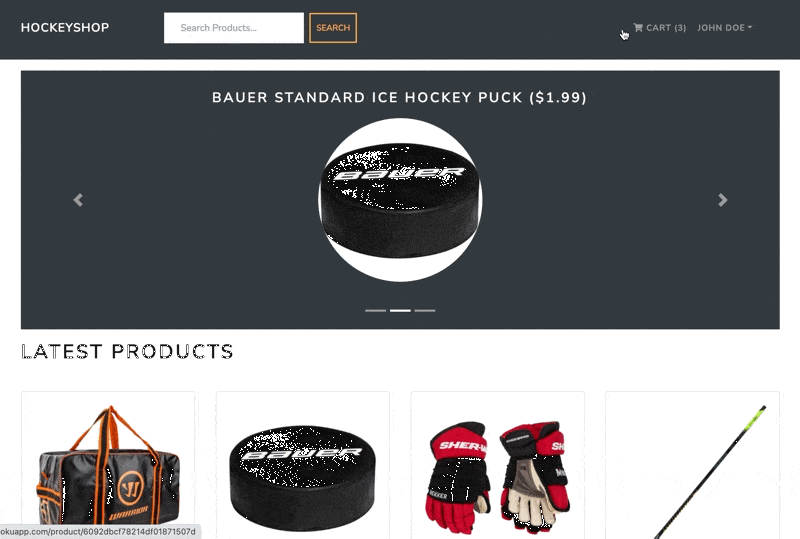 HOCKEYSHOP
Search Products...
SEARCH
CART (3)
JOHN DOE
BAUER STANDARD ICE HOCKEY PUCK ($1.99)
BAUER
LATEST PRODUCTS
WARRIOR
BAUER
SHER-W
okuapp.com/product/6092dbcf78214df01871507d